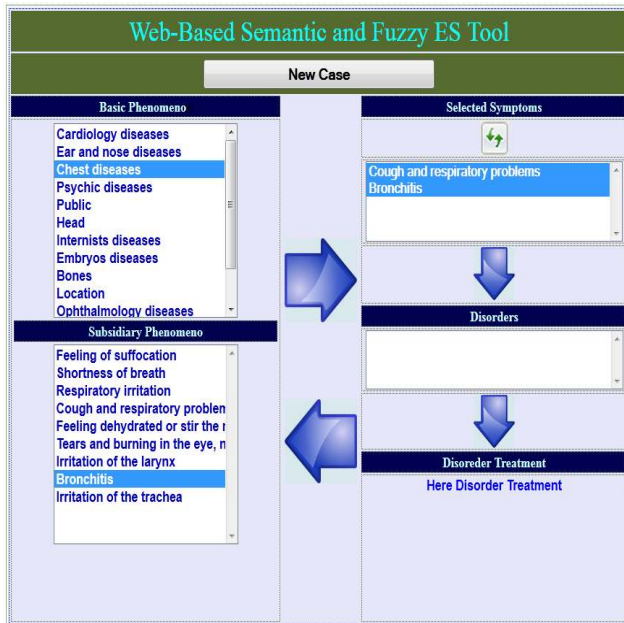 Web-Based Semantic and Fuzzy ES Tool
New Case
Basic Phenomeno
Cardiology diseases
Ear and nose diseases
Chest diseases
Psychic diseases
Public
Head
Internists diseases
Embryos diseases
Bones
Location
Ophthalmology diseases
Subsidiary Phenomeno
Feeling of suffocation
Shortness of breath
Respiratory irritation
Cough and respiratory problen
Feeling dehydrated or stir the r
Tears and burning in the eye, n
Irritation of the larynx
Bronchitis
Irritation of the trachea
Selected Symptoms
Cough and respiratory problems
Bronchitis
Disorders
Disoreder Treatment
Here Disorder Treatment